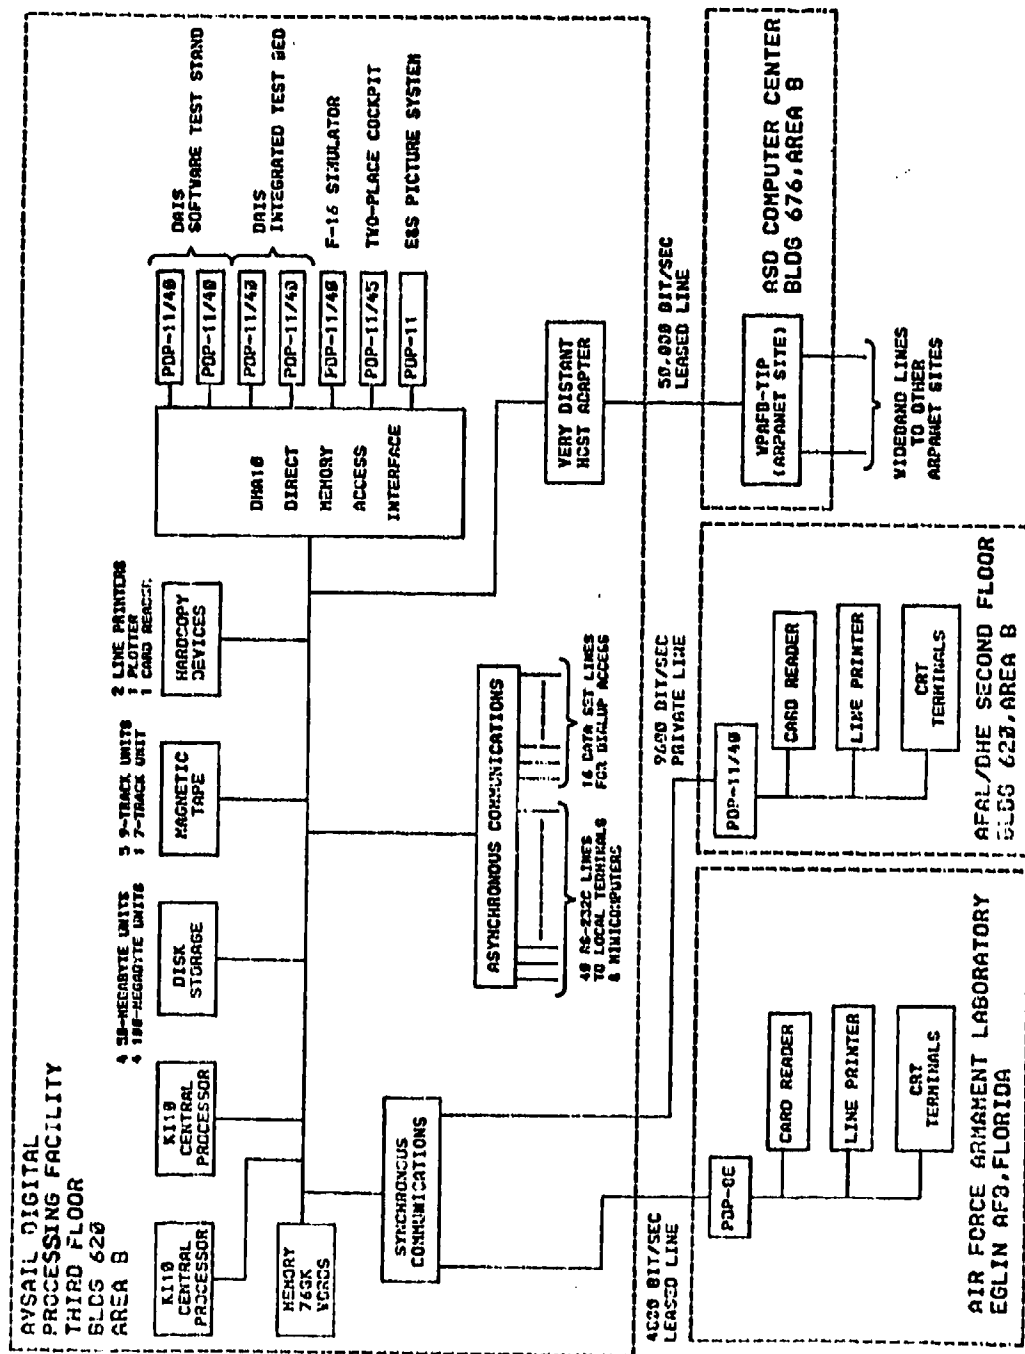 AVSAIL DIGITAL
PROCESSING FACILITY
THIRD FLOOR
BLDG 620
AREA B
KI10
CENTRAL
PROCESSOR
KI10
CENTRAL
PROCESSOR
MEMORY
768K
WORDS
4 50-MEGABYTE UNITS
4 100-MEGABYTE UNITS
DISK
STORAGE
5 9-TRACK UNITS
1 7-TRACK UNIT
MAGNETIC
TAPE
2 LINE PRINTERS
1 PLOTTER
1 CARD READER
HARDCOPY
DEVICES
DMA10
DIRECT
MEMORY
ACCESS
INTERFACE
PDP-11/40
PDP-11/40
PDP-11/40
PDP-11/40
PDP-11/40
PDP-11/45
PDP-11
DAIS
SOFTWARE TEST STAND
DAIS
INTEGRATED TEST BED
F-16 SIMULATOR
TWO-PLACE COCKPIT
E&S PICTURE SYSTEM
SYNCHRONOUS
COMMUNICATIONS
ASYNCHRONOUS COMMUNICATIONS
40 RS-232C LINES
TO LOCAL TERMINALS
& MINICOMPUTERS
16 DATA SET LINES
FOR DIALUP ACCESS
VERY DISTANT
HOST ADAPTER
BIT/SEC
LEASED LINE
9600 BIT/SEC
PRIVATE LINE
50,000 BIT/SEC
LEASED LINE
PDP-8E
CARD READER
LINE PRINTER
CRT
TERMINALS
AIR FORCE ARMAMENT LABORATORY
EGLIN AFB, FLORIDA
PDP-11/40
CARD READER
LINE PRINTER
CRT
TERMINALS
AFAL/DHE SECOND FLOOR
BLDG 620, AREA B
WPAFB-TIP
(ARPANET SITE)
WIDEBAND LINES
TO OTHER
ARPANET SITES
ASD COMPUTER CENTER
BLDG 676, AREA B